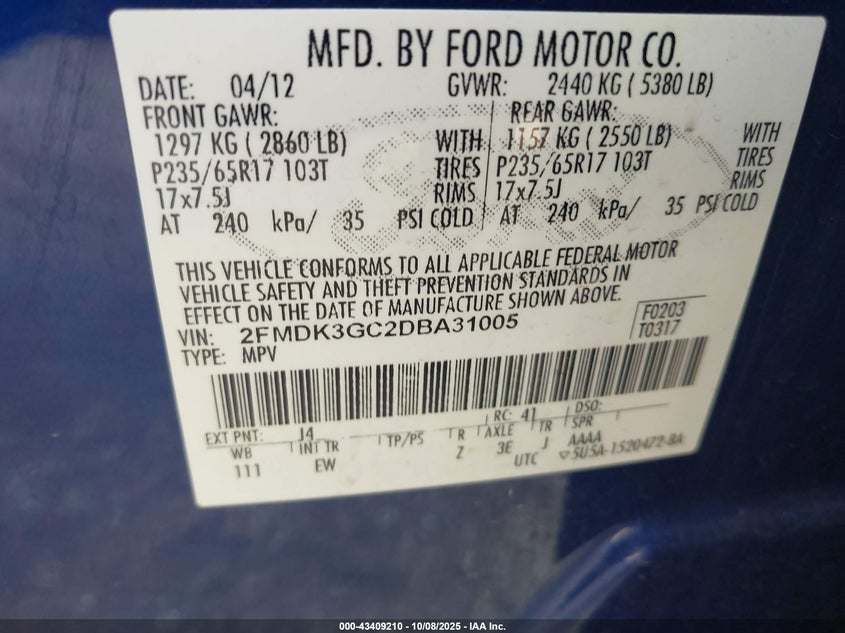 MFD. BY FORD MOTOR CO.
DATE: 04/12 GVWR: 2440 KG ( 5380 LB)
FRONT GAWR: REAR GAWR:
1297 KG ( 2860 LB) WITH 1157 KG ( 2550 LB) WITH
P235/65R17 103T TIRES P235/65R17 103T TIRES
17x7.5J RIMS 17x7.5J RIMS
AT 240 kPa/ 35 PSI COLD AT 240 kPa/ 35 PSI COLD
THIS VEHICLE CONFORMS TO ALL APPLICABLE FEDERAL MOTOR
VEHICLE SAFETY AND THEFT PREVENTION STANDARDS IN
EFFECT ON THE DATE OF MANUFACTURE SHOWN ABOVE.
VIN: 2FMDK3GC2DBA31005 F0203
TYPE: MPV T0317
EXT PNT: J4 RC: 41 DSO:
WB INT TR TP/PS R AXLE TR SPR
111 EW Z 3E J AAAA
UTC ▽5U5A-1520472-BA
000-43409210 - 10/08/2025 - IAA Inc.